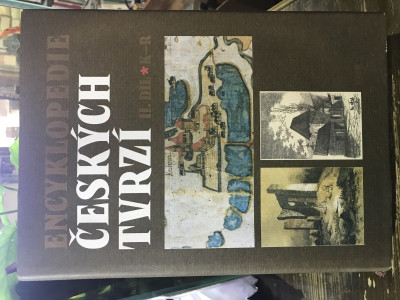 ENCYKLOPEDIE
ČESKÝCH
TVRZÍ
II. DÍL * K–R